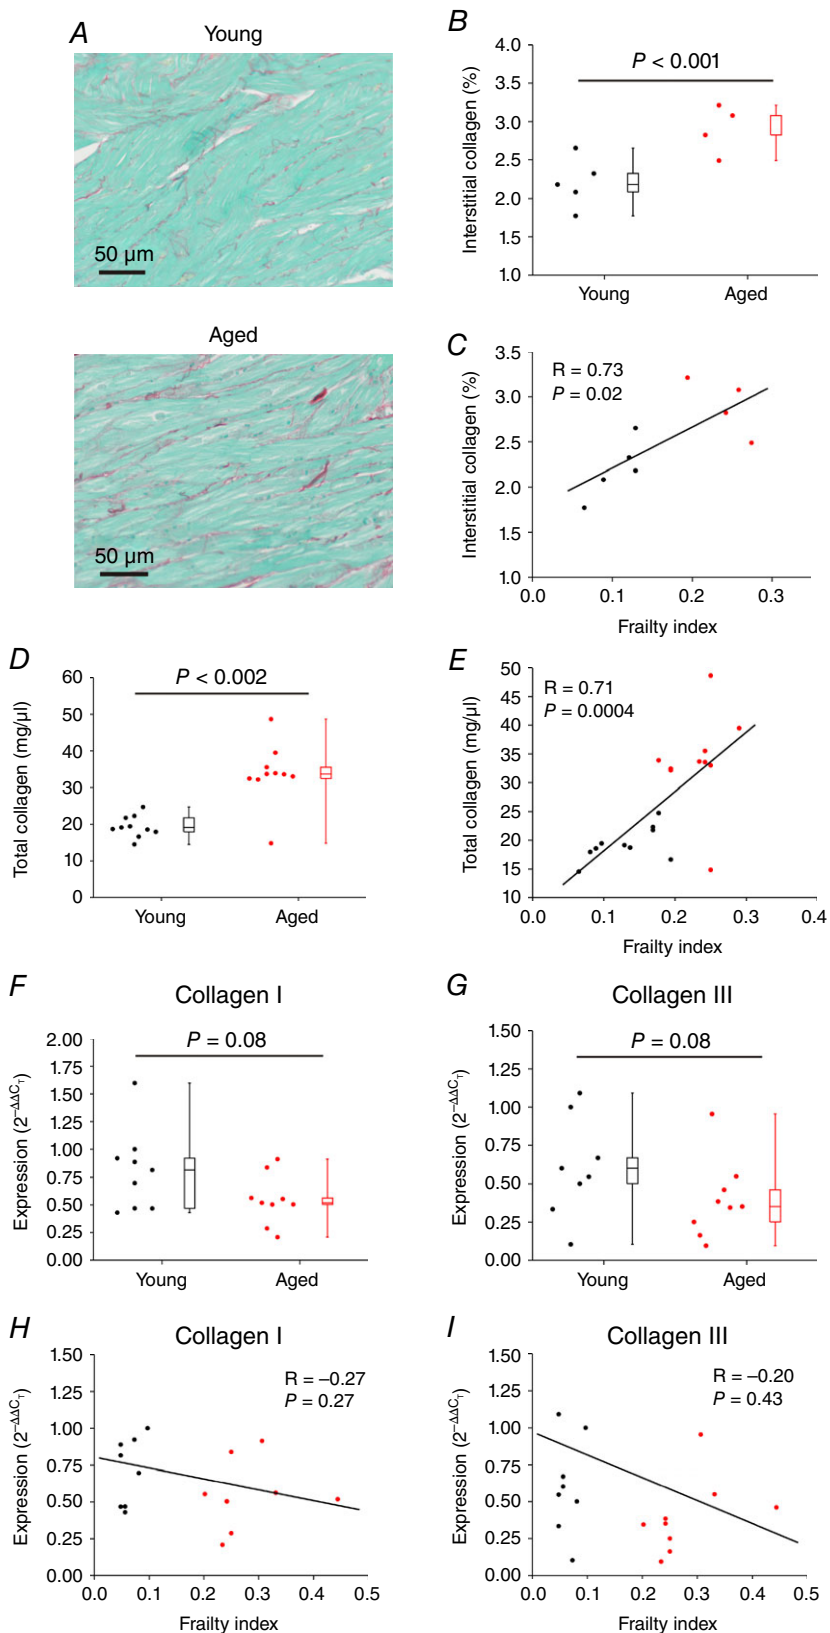 A
Young
50 µm
Aged
50 µm
B
P < 0.001
Interstitial collagen (%)
4.0
3.5
3.0
2.5
2.0
1.5
1.0
Young
Aged
C
R = 0.73
P = 0.02
Interstitial collagen (%)
3.5
3.0
2.5
2.0
1.5
1.0
0.0
0.1
0.2
0.3
Frailty index
D
P < 0.002
Total collagen (mg/µl)
60
50
40
30
20
10
0
Young
Aged
E
R = 0.71
P = 0.0004
Total collagen (mg/µl)
50
45
40
35
30
25
20
15
10
0.0
0.1
0.2
0.3
0.4
Frailty index
F
Collagen I
P = 0.08
Expression (2^−ΔΔC_T)
2.00
1.75
1.50
1.25
1.00
0.75
0.50
0.25
0.00
Young
Aged
G
Collagen III
P = 0.08
Expression (2^−ΔΔC_T)
1.50
1.25
1.00
0.75
0.50
0.25
0.00
Young
Aged
H
Collagen I
R = −0.27
P = 0.27
Expression (2^−ΔΔC_T)
1.50
1.25
1.00
0.75
0.50
0.25
0.00
0.0
0.1
0.2
0.3
0.4
0.5
Frailty index
I
Collagen III
R = −0.20
P = 0.43
Expression (2^−ΔΔC_T)
1.50
1.25
1.00
0.75
0.50
0.25
0.00
0.0
0.1
0.2
0.3
0.4
0.5
Frailty index